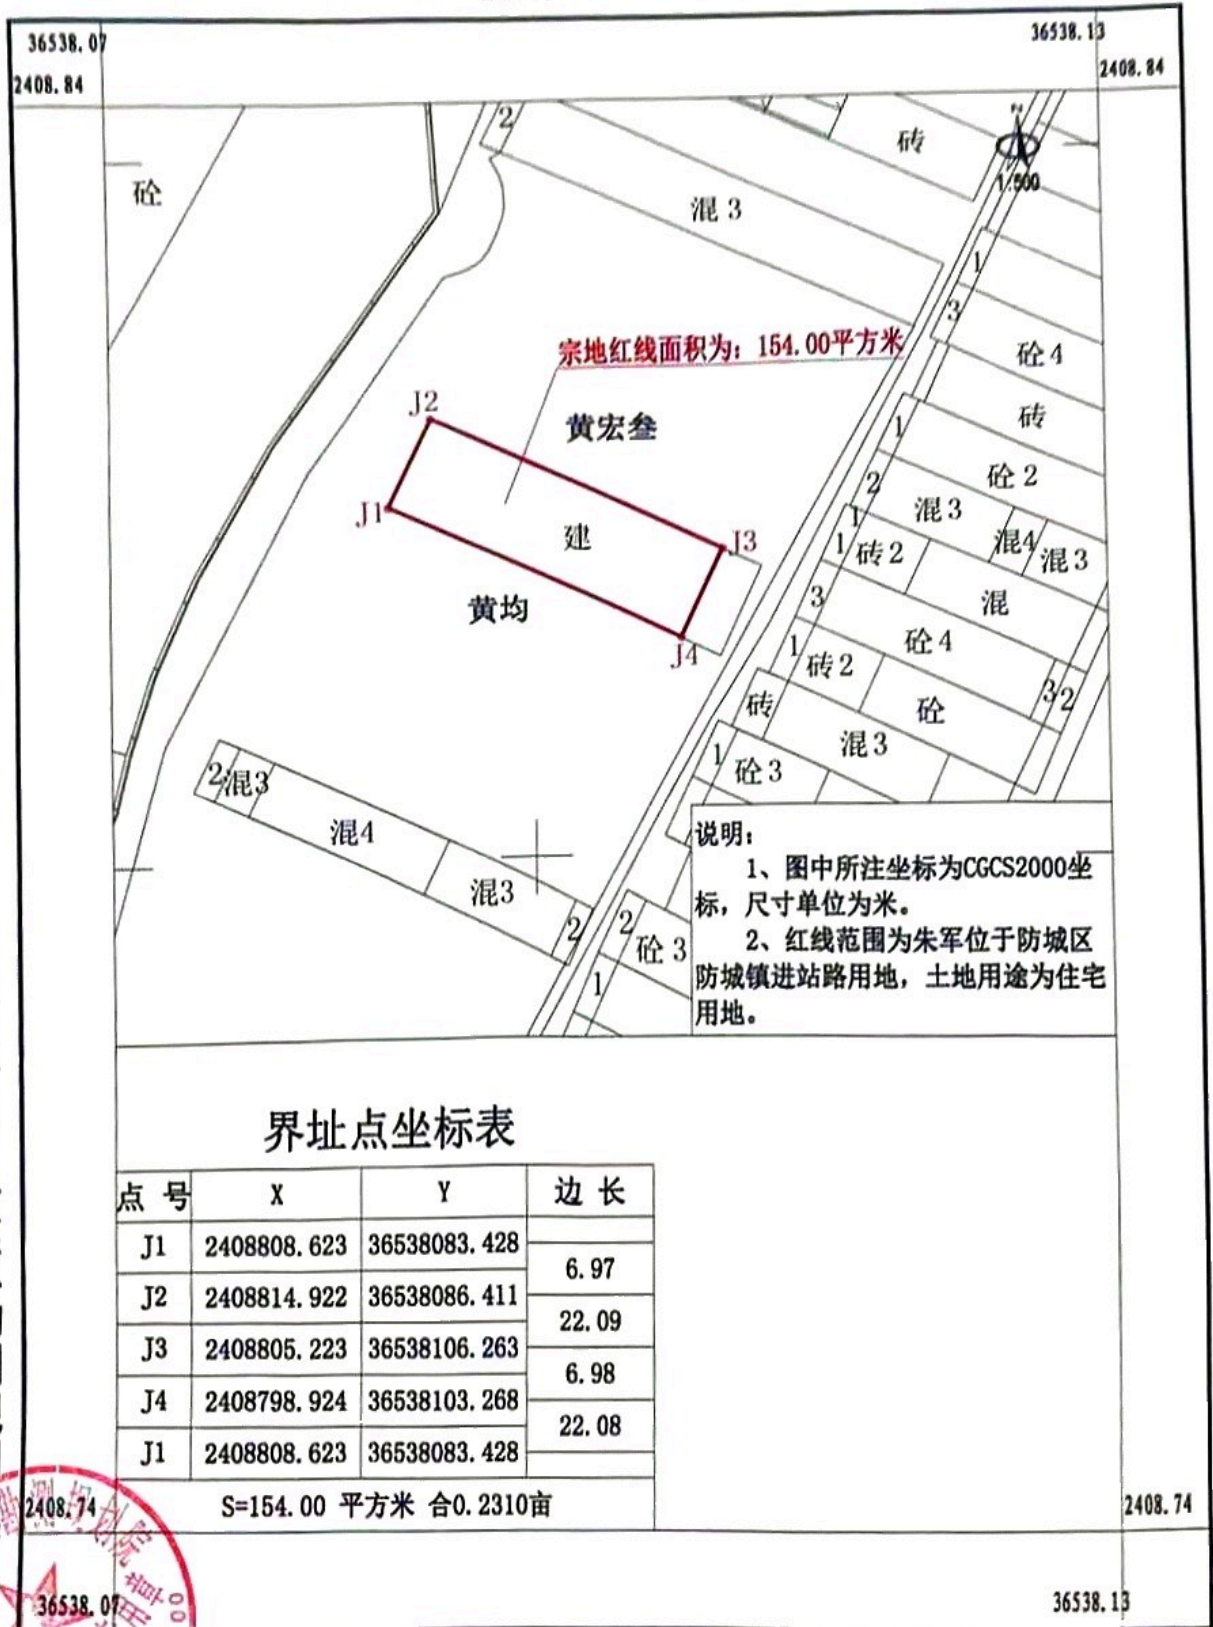 36538.07
36538.13
2408.84
2408.84
2
砖
N
1:500
砼
混 3
1
3
宗地红线面积为：154.00平方米
砼4
J2
黄宏叁
砖
1
砼 2
2
混3
J1
1
建
J3
1
砖2
混4
混3
3
混
黄均
砼4
1
J4
砖2
3
2
砖
砼
混3
1
砼3
2
混3
混4
说明：
1、图中所注坐标为CGCS2000坐
标，尺寸单位为米。
2、红线范围为朱军位于防城区
防城镇进站路用地，土地用途为住宅
用地。
混3
2
2
砼 3
1
界址点坐标表
点 号 X Y 边 长
J1 2408808.623 36538083.428
6.97
J2 2408814.922 36538086.411
22.09
J3 2408805.223 36538106.263
6.98
J4 2408798.924 36538103.268
22.08
J1 2408808.623 36538083.428
S=154.00 平方米 合0.2310亩
2408.74
2408.74
测规划院
章
00
36538.07
36538.13